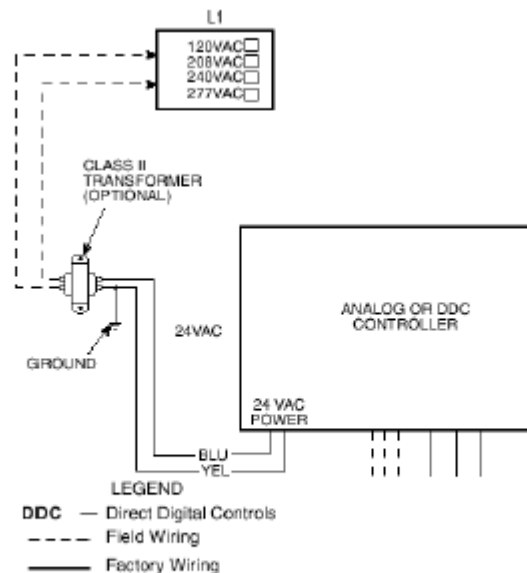 L1
120VAC
208VAC
240VAC
277VAC
CLASS II
TRANSFORMER
(OPTIONAL)
ANALOG OR DDC
CONTROLLER
24VAC
GROUND
24 VAC
POWER
BLU
YEL
LEGEND
DDC — Direct Digital Controls
Field Wiring
Factory Wiring